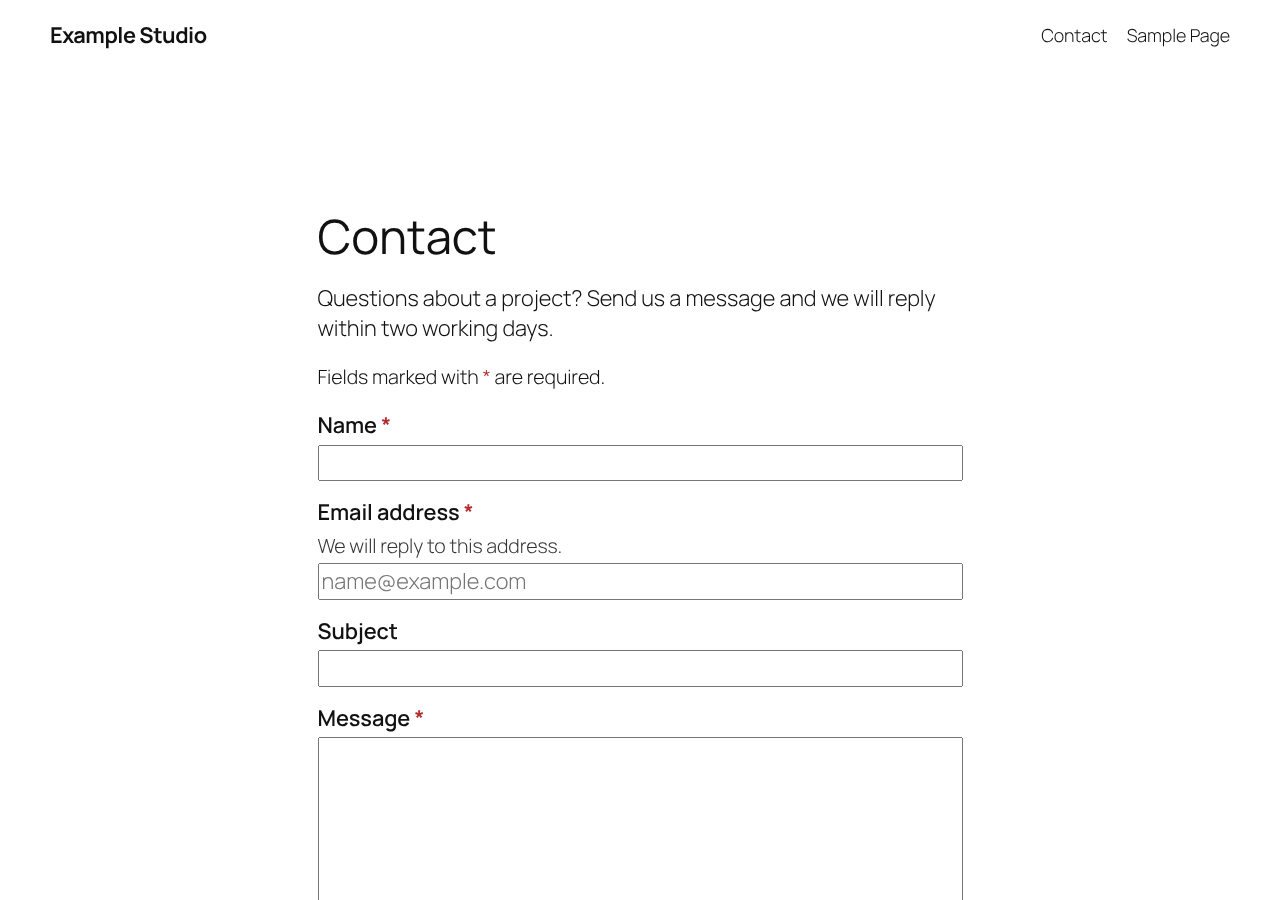 Example Studio
Contact Sample Page
Contact
Questions about a project? Send us a message and we will reply
within two working days.
Fields marked with * are required.
Name *
Email address *
We will reply to this address.
name@example.com
Subject
Message *